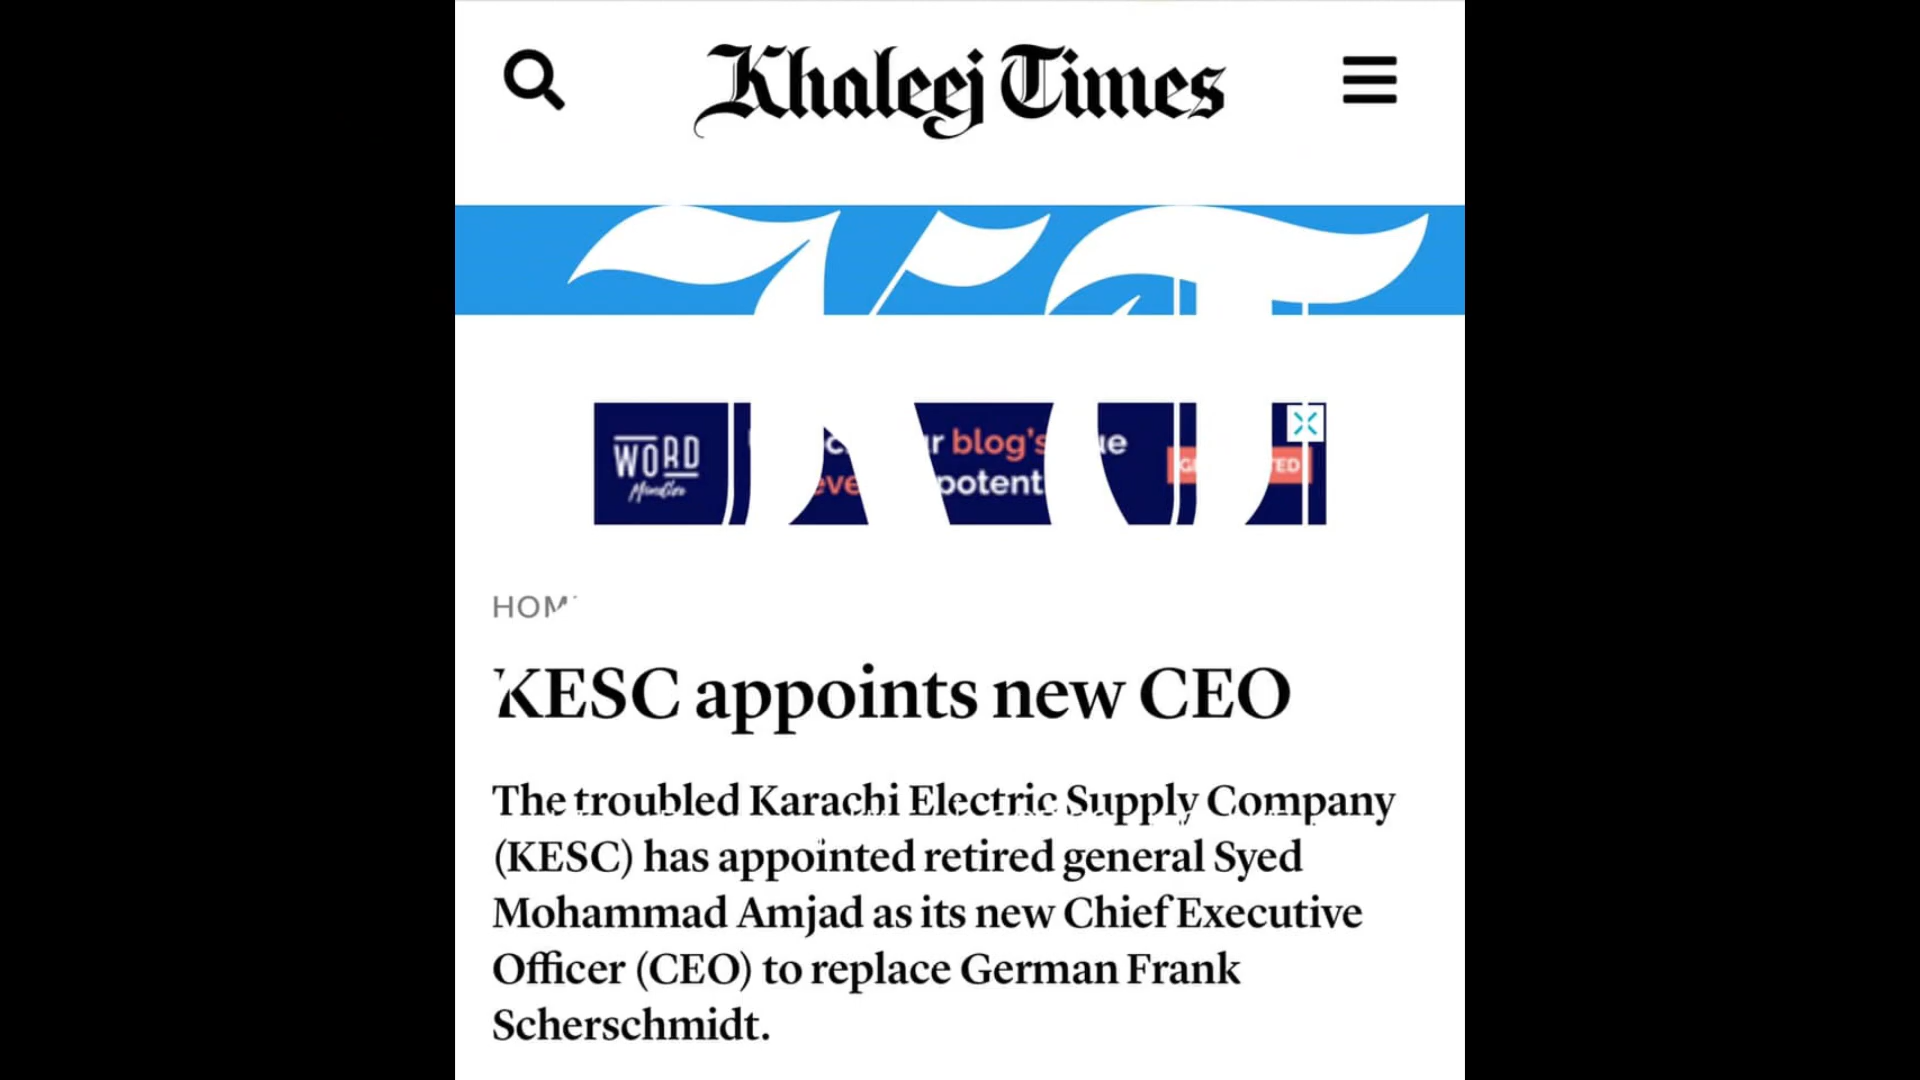 Khaleej Times
WORD
blog's
potent
HOM
KESC appoints new CEO
The troubled Karachi Electric Supply Company
(KESC) has appointed retired general Syed
Mohammad Amjad as its new Chief Executive
Officer (CEO) to replace German Frank
Scherschmidt.